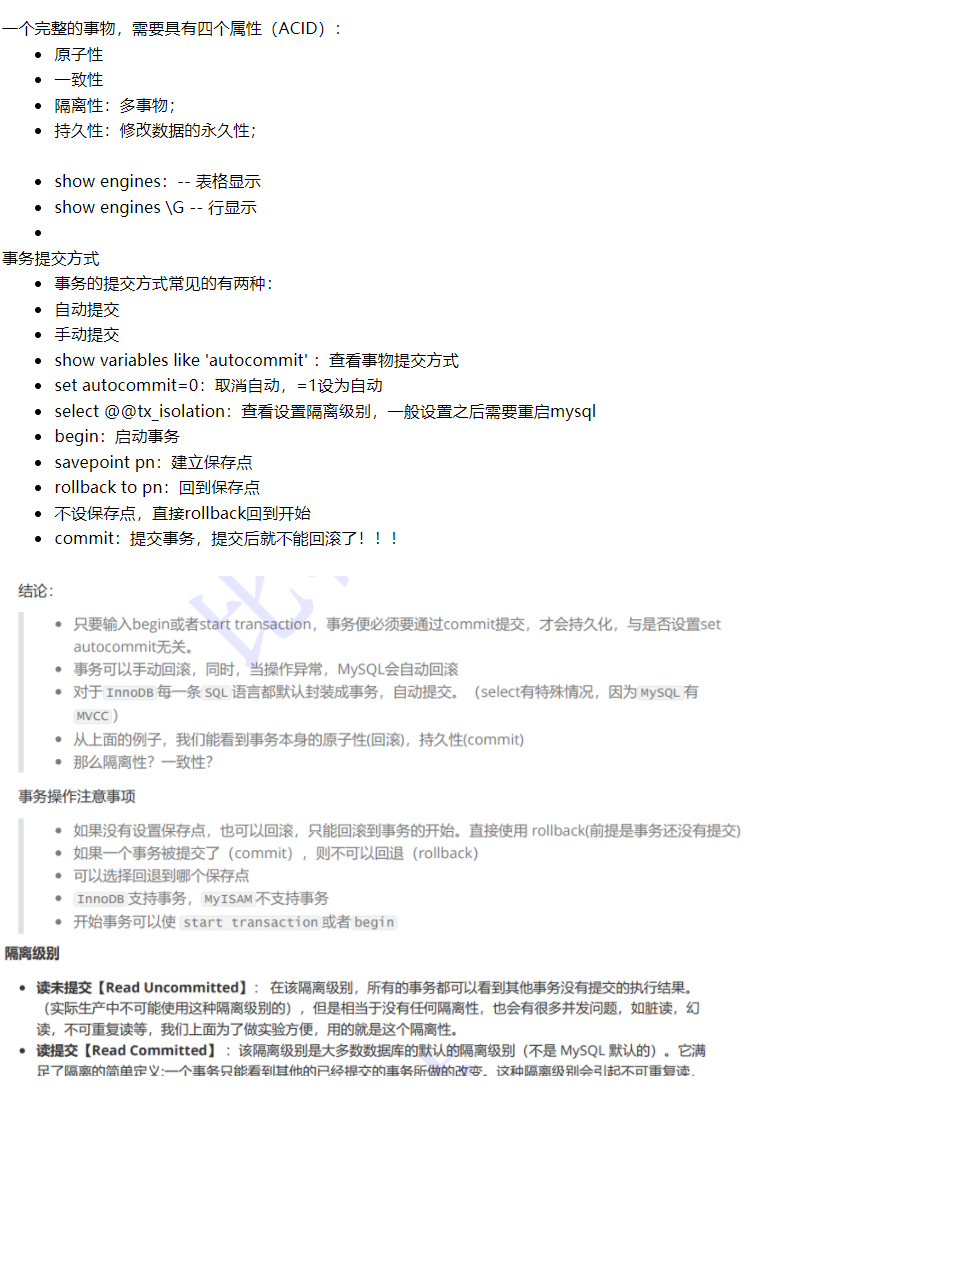 一个完整的事物，需要具有四个属性（ACID）：
原子性
一致性
隔离性：多事物；
持久性：修改数据的永久性；
show engines：-- 表格显示
show engines \G -- 行显示
事务提交方式
事务的提交方式常见的有两种：
自动提交
手动提交
show variables like 'autocommit' ：查看事物提交方式
set autocommit=0：取消自动，=1设为自动
select @@tx_isolation：查看设置隔离级别，一般设置之后需要重启mysql
begin：启动事务
savepoint pn：建立保存点
rollback to pn：回到保存点
不设保存点，直接rollback回到开始
commit：提交事务，提交后就不能回滚了！！！
结论：
只要输入begin或者start transaction，事务便必须要通过commit提交，才会持久化，与是否设置set
autocommit无关。
事务可以手动回滚，同时，当操作异常，MySQL会自动回滚
对于 InnoDB 每一条 SQL 语言都默认封装成事务，自动提交。（select有特殊情况，因为 MySQL 有
MVCC ）
从上面的例子，我们能看到事务本身的原子性(回滚)，持久性(commit)
那么隔离性？一致性？
事务操作注意事项
如果没有设置保存点，也可以回滚，只能回滚到事务的开始。直接使用 rollback(前提是事务还没有提交)
如果一个事务被提交了（commit），则不可以回退（rollback）
可以选择回退到哪个保存点
InnoDB 支持事务， MyISAM 不支持事务
开始事务可以使 start transaction 或者 begin
隔离级别
读未提交【Read Uncommitted】： 在该隔离级别，所有的事务都可以看到其他事务没有提交的执行结果。
（实际生产中不可能使用这种隔离级别的），但是相当于没有任何隔离性，也会有很多并发问题，如脏读，幻
读，不可重复读等，我们上面为了做实验方便，用的就是这个隔离性。
读提交【Read Committed】 ：该隔离级别是大多数数据库的默认的隔离级别（不是 MySQL 默认的）。它满
足了隔离的简单定义:一个事务只能看到其他的已经提交的事务所做的改变。这种隔离级别会引起不可重复读，